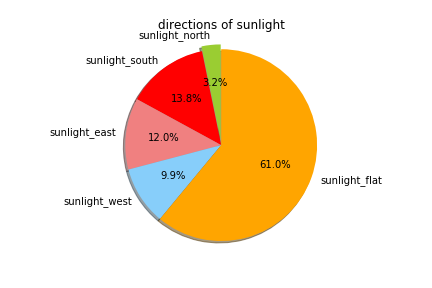 directions of sunlight
sunlight_north
3.2%
sunlight_south
13.8%
sunlight_east
12.0%
sunlight_west
9.9%
61.0%
sunlight_flat